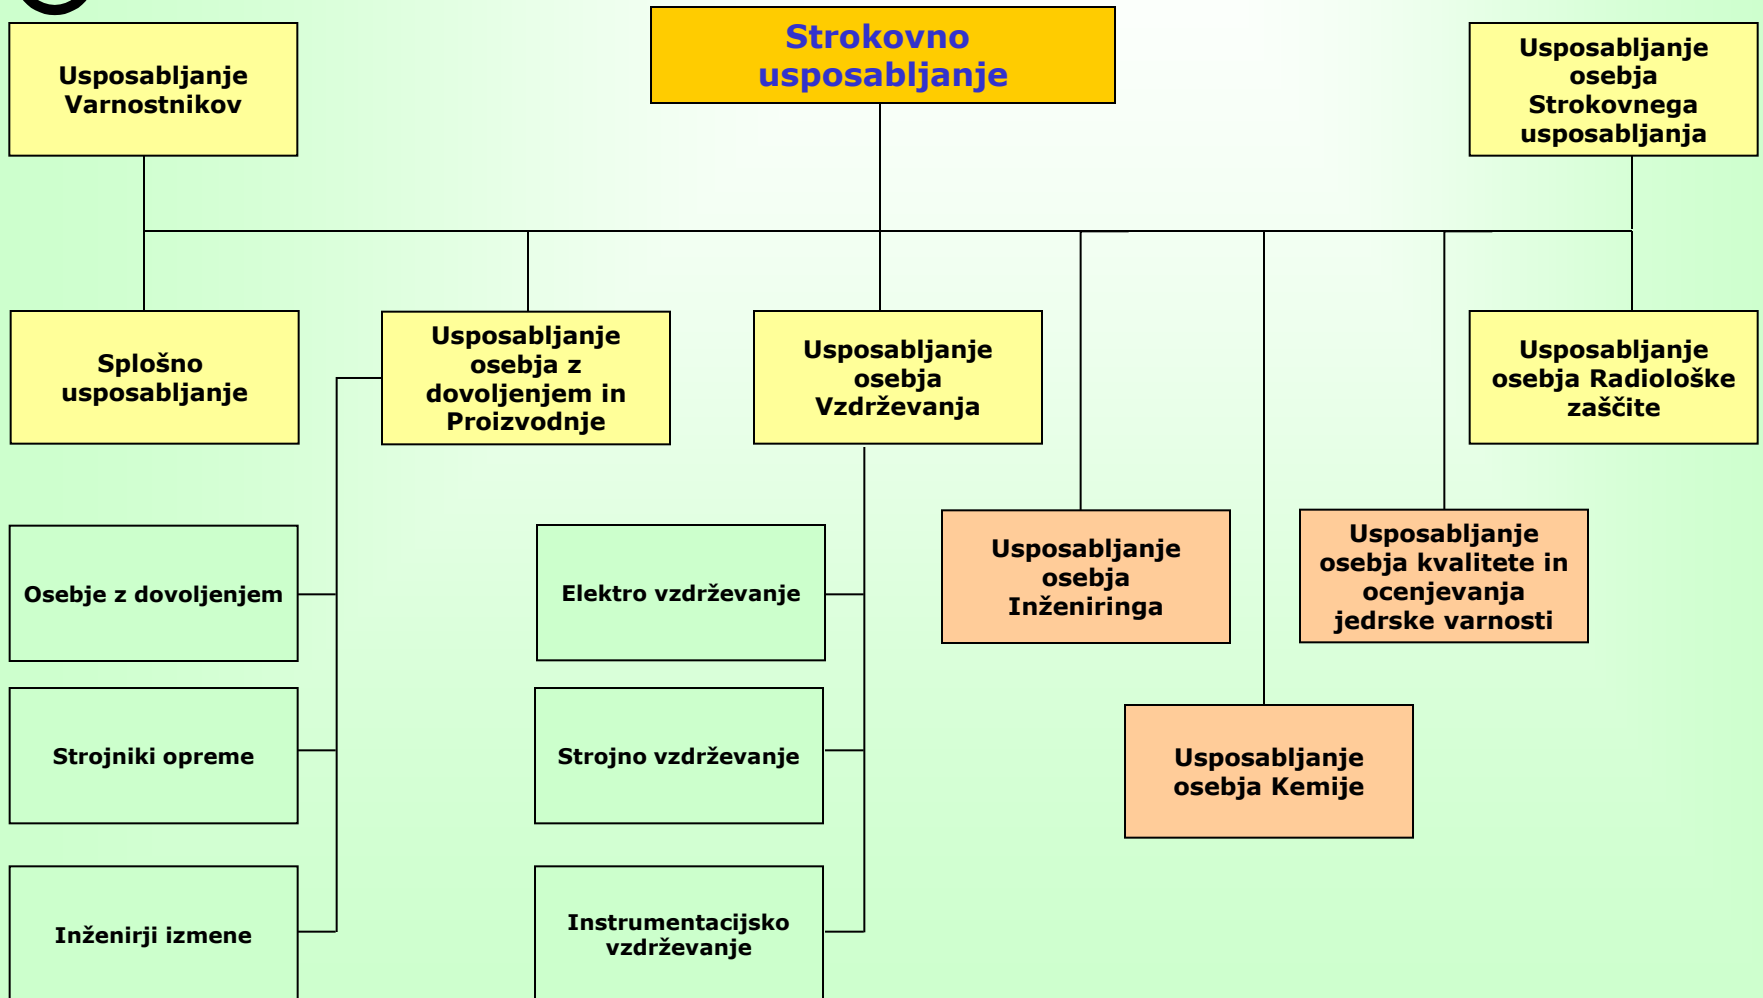 Usposabljanje
Varnostnikov
Strokovno
usposabljanje
Usposabljanje
osebja
Strokovnega
usposabljanja
Splošno
usposabljanje
Usposabljanje
osebja z
dovoljenjem in
Proizvodnje
Usposabljanje
osebja
Vzdrževanja
Usposabljanje
osebja Radiološke
zaščite
Osebje z dovoljenjem
Elektro vzdrževanje
Usposabljanje
osebja
Inženiringa
Usposabljanje
osebja kvalitete in
ocenjevanja
jedrske varnosti
Strojniki opreme
Strojno vzdrževanje
Usposabljanje
osebja Kemije
Inženirji izmene
Instrumentacijsko
vzdrževanje